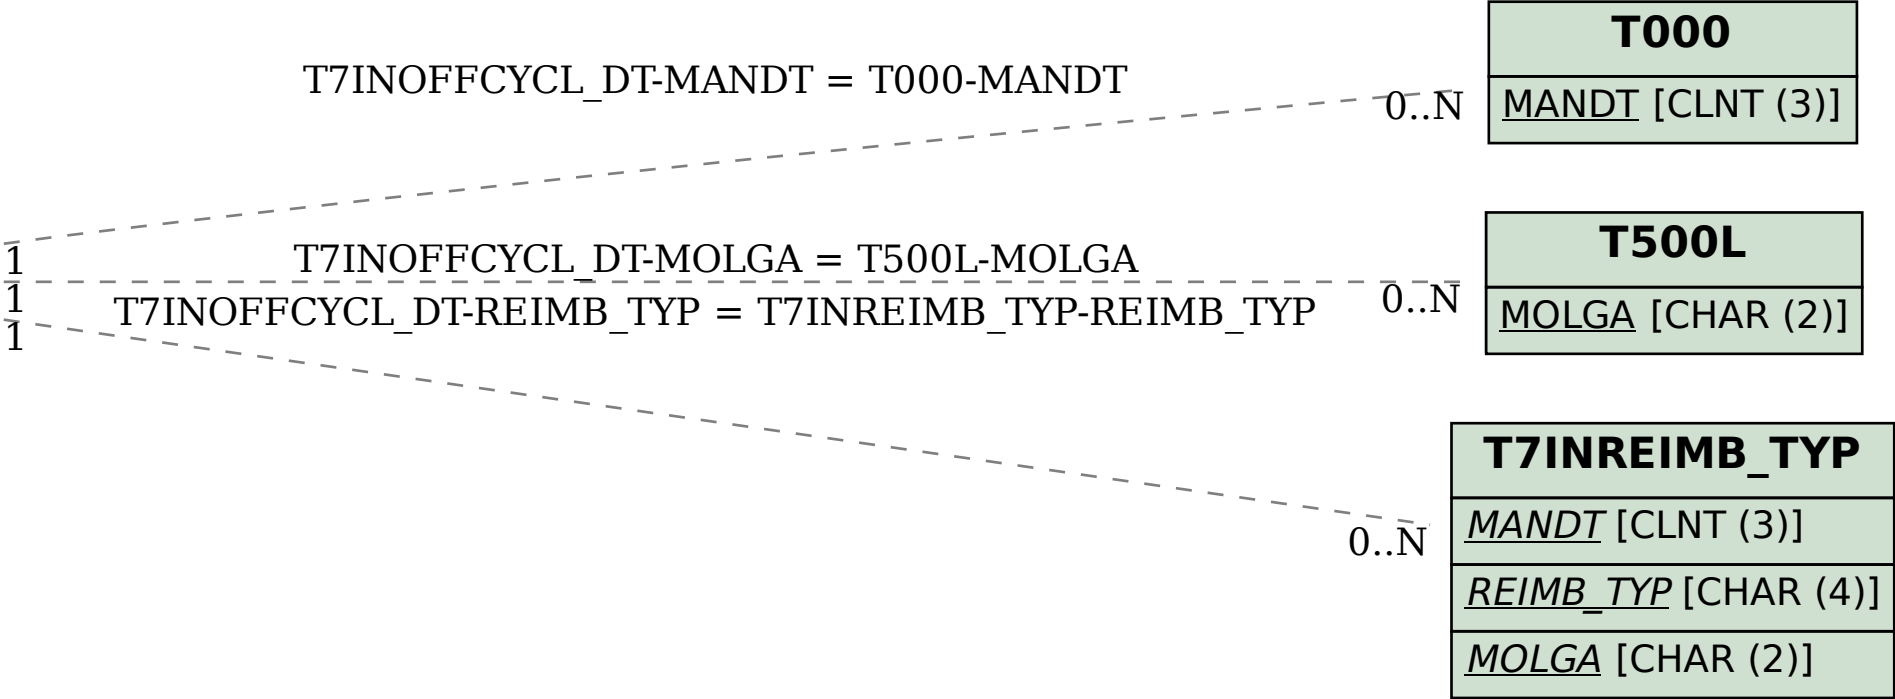 T000
T7INOFFCYCL_DT-MANDT = T000-MANDT
0..N
MANDT [CLNT (3)]
T500L
1
T7INOFFCYCL_DT-MOLGA = T500L-MOLGA
1
0..N
MOLGA [CHAR (2)]
T7INOFFCYCL_DT-REIMB_TYP = T7INREIMB_TYP-REIMB_TYP
1
T7INREIMB_TYP
0..N
MANDT [CLNT (3)]
REIMB_TYP [CHAR (4)]
MOLGA [CHAR (2)]